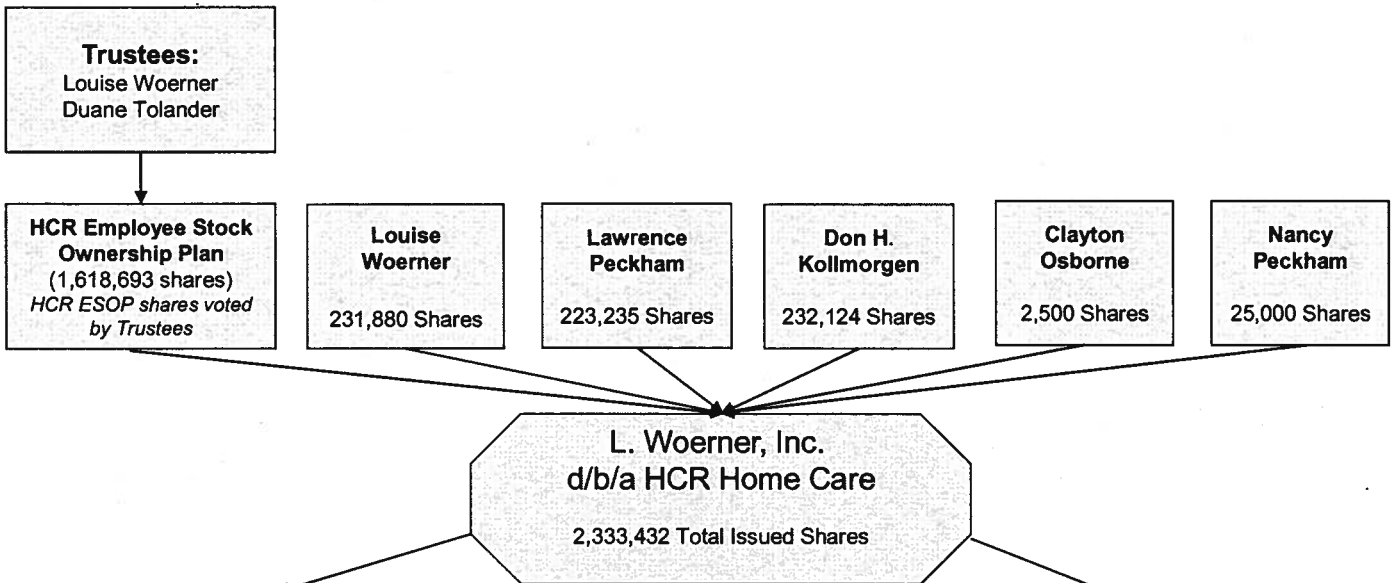 Trustees:
Louise Woerner
Duane Tolander
HCR Employee Stock
Ownership Plan
(1,618,693 shares)
HCR ESOP shares voted
by Trustees
Louise
Woerner
231,880 Shares
Lawrence
Peckham
223,235 Shares
Don H.
Kollmorgen
232,124 Shares
Clayton
Osborne
2,500 Shares
Nancy
Peckham
25,000 Shares
L. Woerner, Inc.
d/b/a HCR Home Care
2,333,432 Total Issued Shares